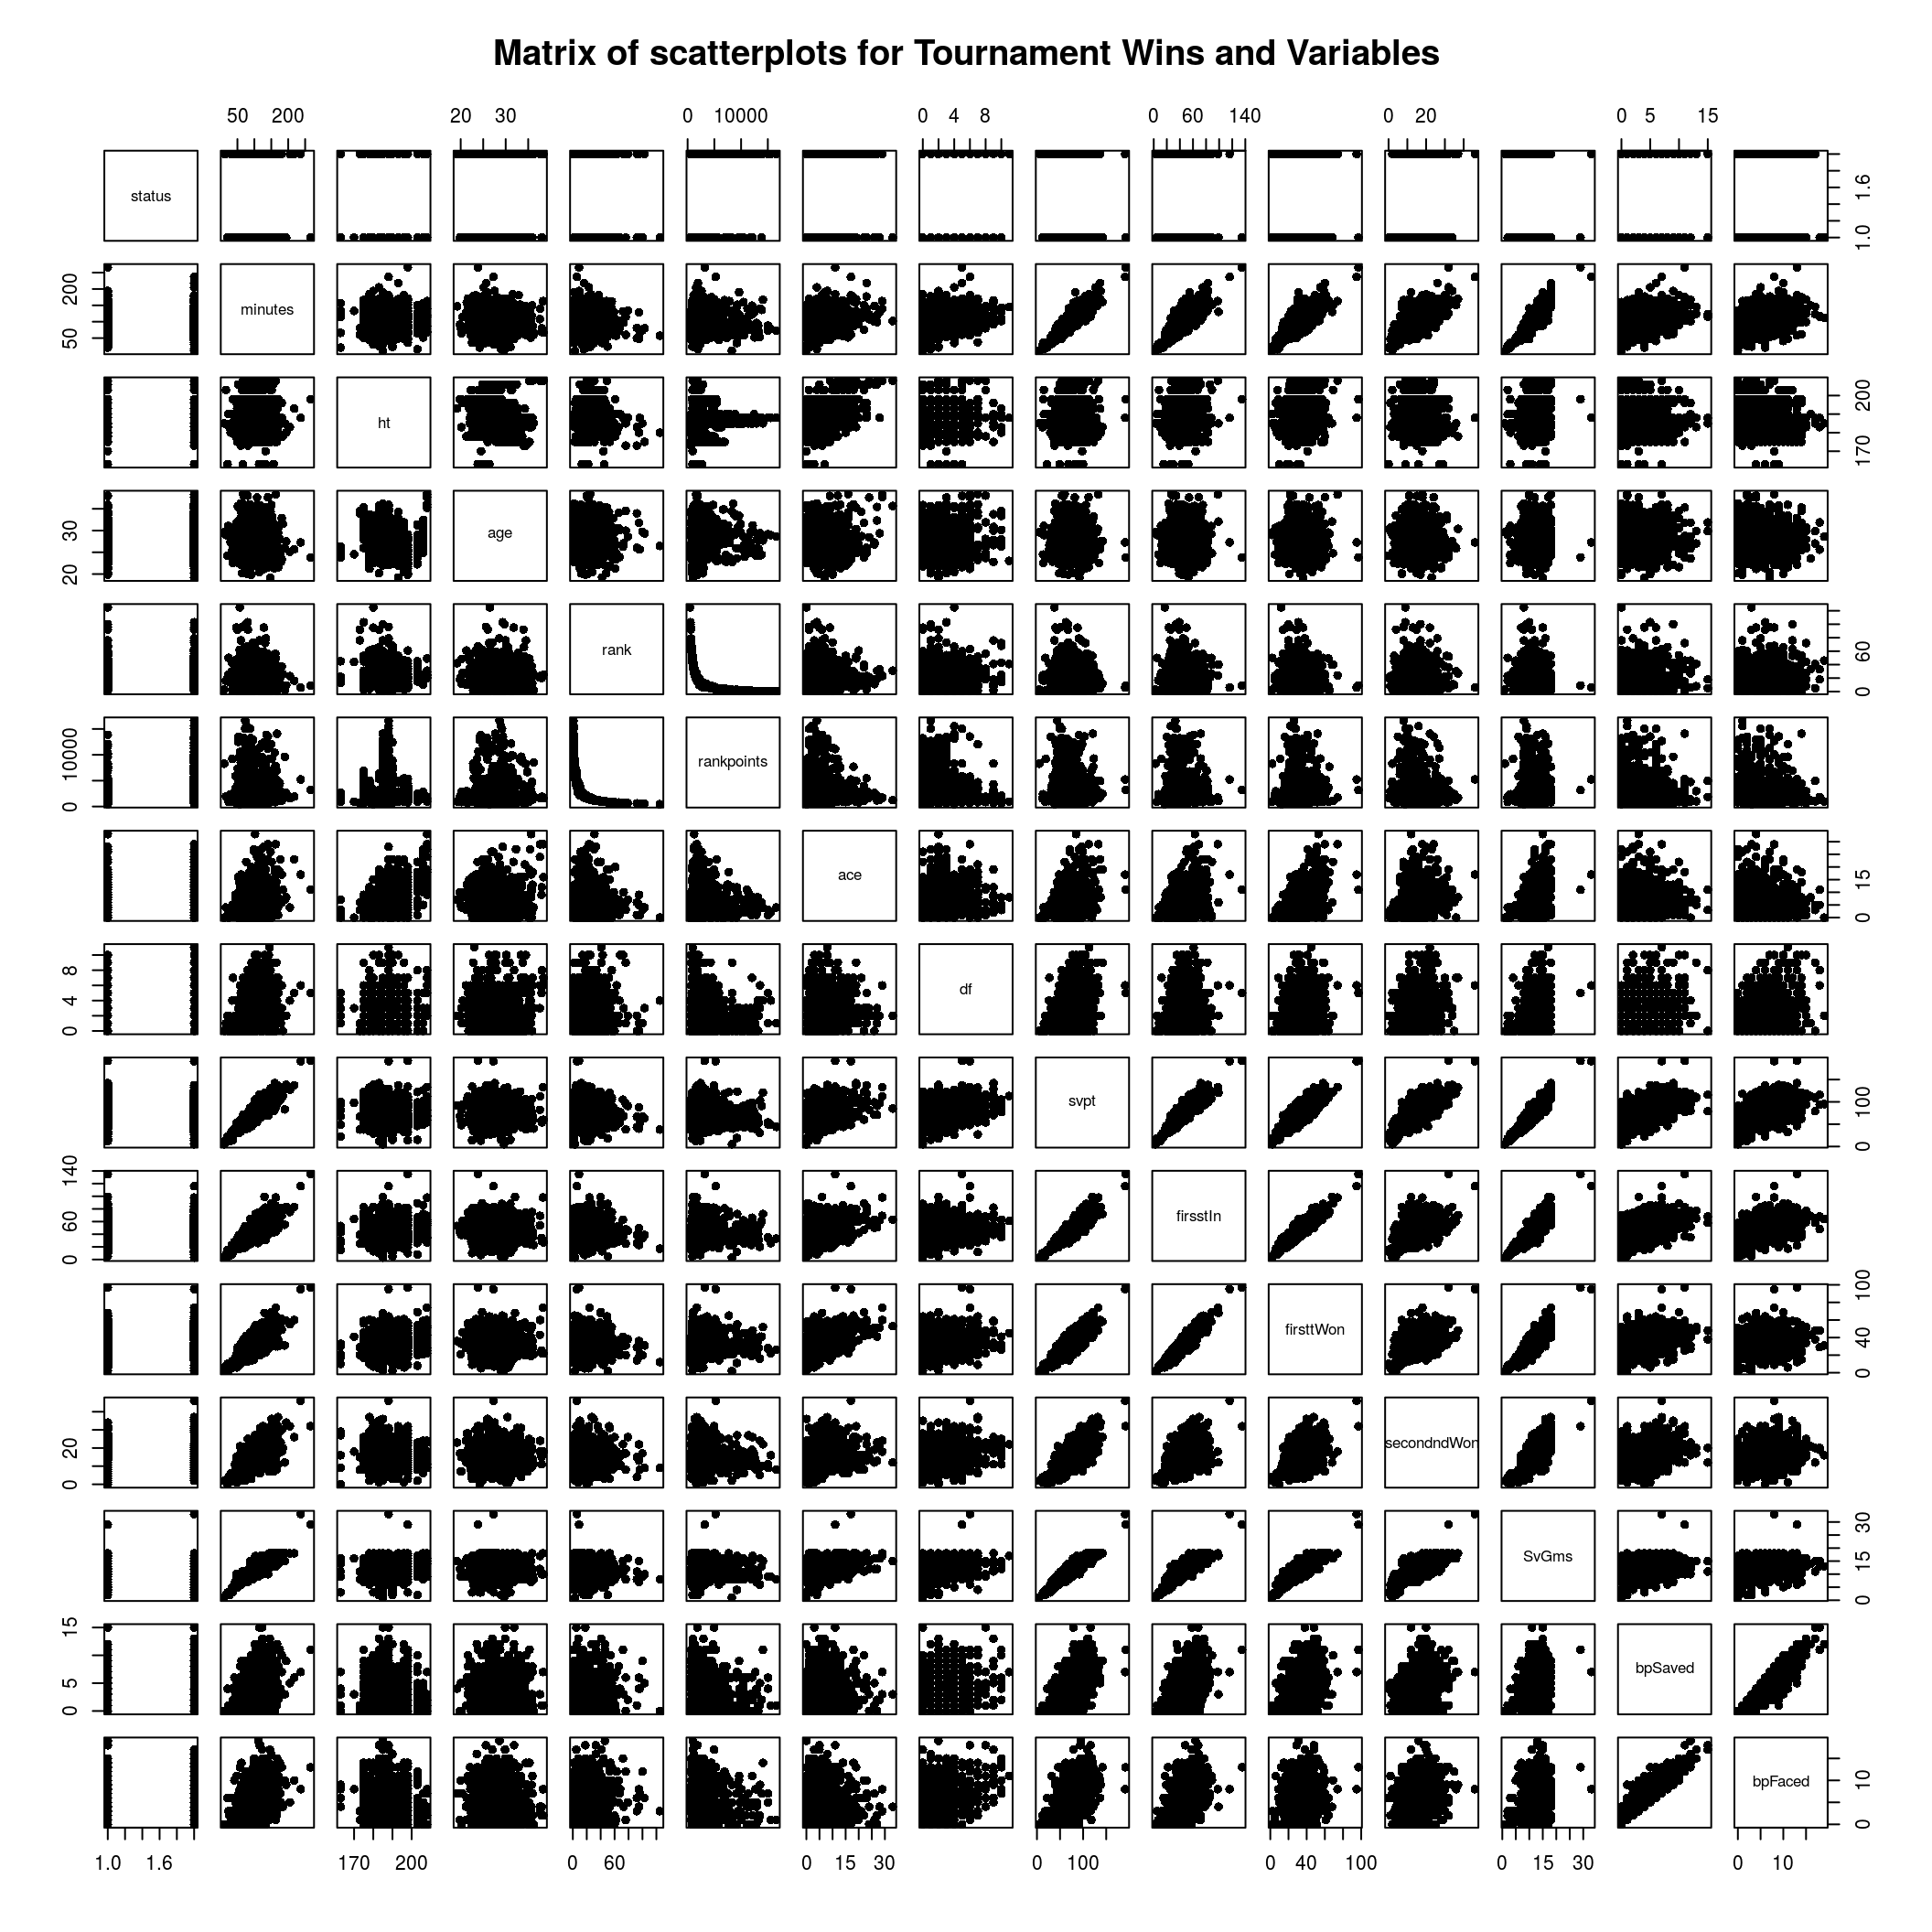 Matrix of scatterplots for Tournament Wins and Variables
50 200 20 30 0 10000 0 4 8 0 60 140 0 20 0 5 15
status 1.0 1.6
50 200 minutes
ht 170 200
20 30 age
rank 0 60
0 10000 rankpoints
ace 0 15
0 4 8 df
svpt 0 100
0 60 140 firsstIn
firsttWon 0 40 100
0 20 secondndWon
SvGms 0 15 30
0 5 15 bpSaved
bpFaced 0 10
1.0 1.6 170 200 0 60 0 15 30 0 100 0 40 100 0 15 30 0 10